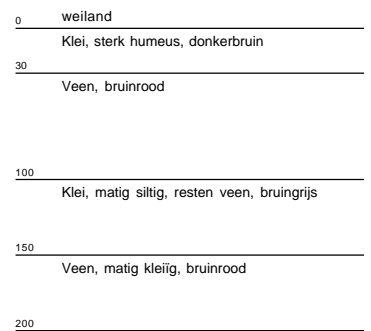 0 weiland
Klei, sterk humeus, donkerbruin
30
Veen, bruinrood
100
Klei, matig siltig, resten veen, bruingrijs
150
Veen, matig kleiïg, bruinrood
200